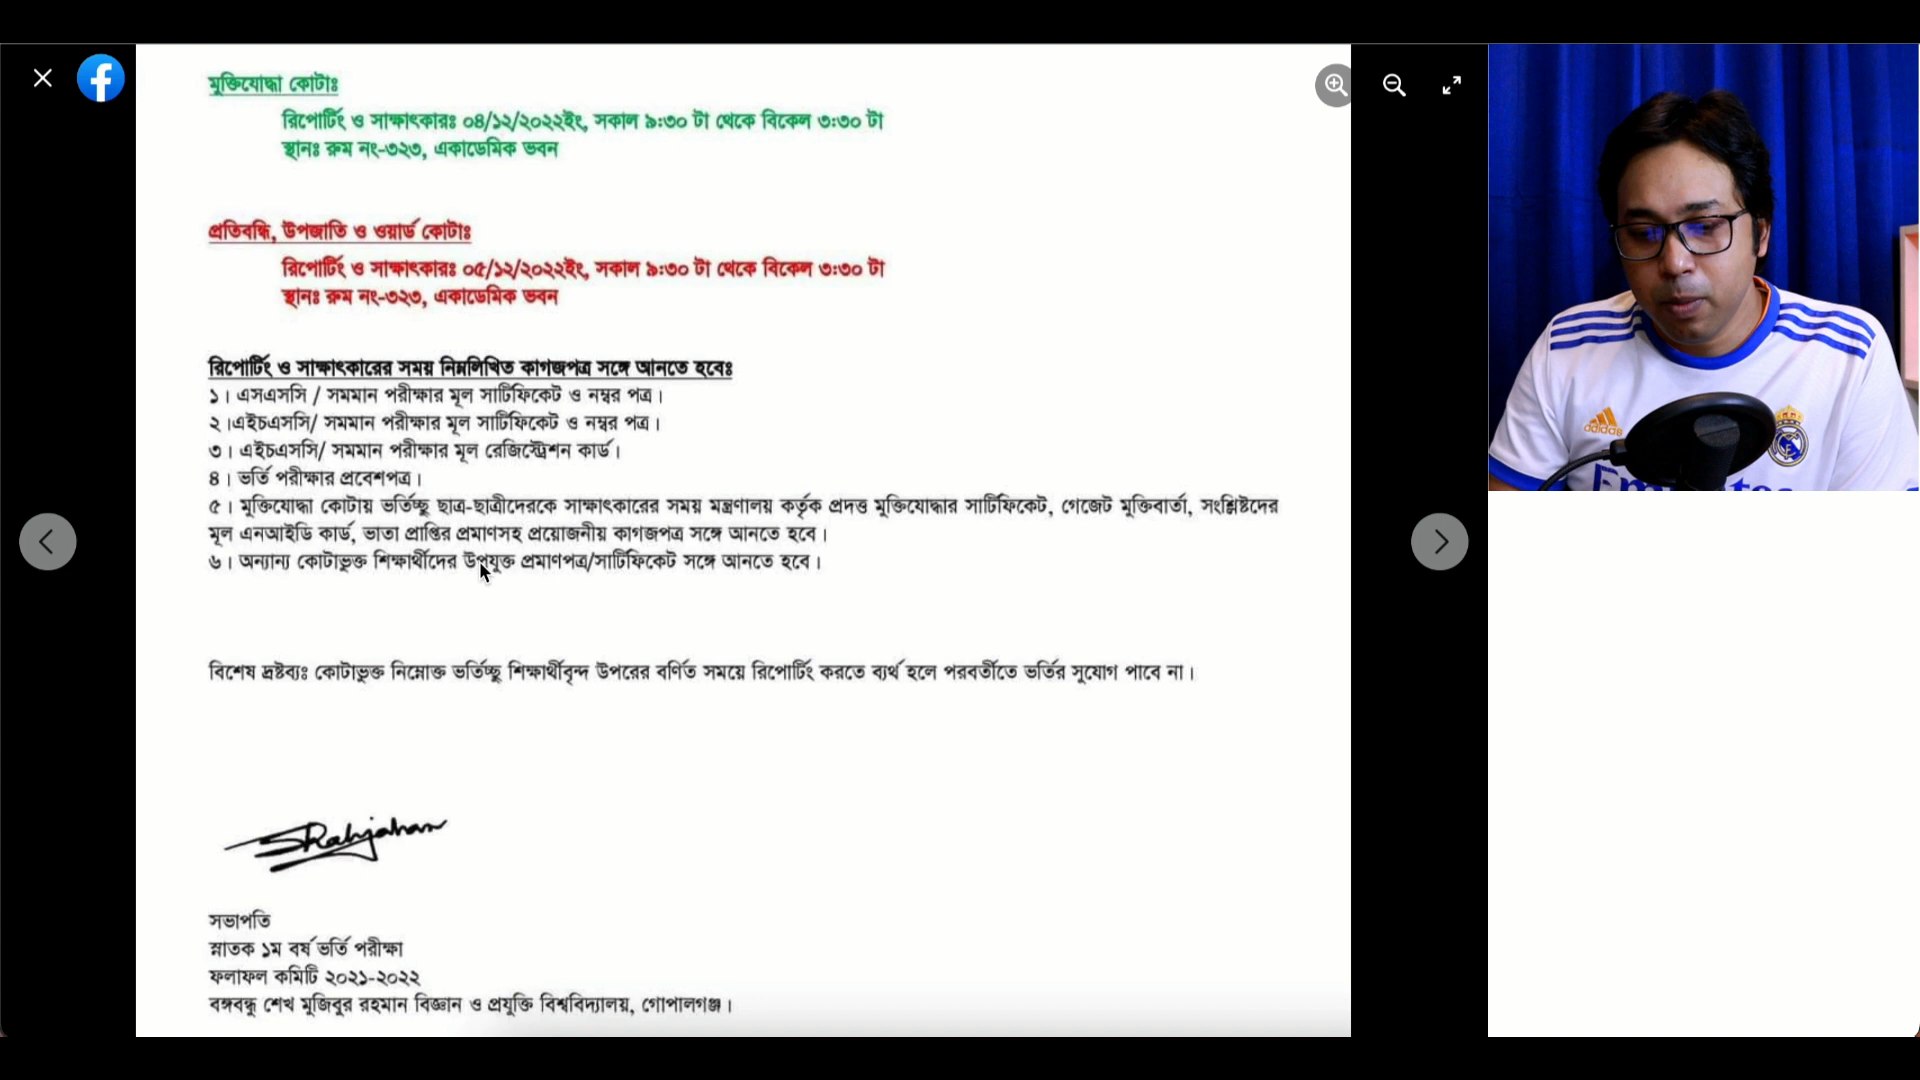 মুক্তিযোদ্ধা কোটাঃ
রিপোর্টিং ও সাক্ষাৎকারঃ ০৪/১২/২০২২ইং, সকাল ৯:৩০ টা থেকে বিকেল ৩:৩০ টা
স্থানঃ রুম নং-৩২৩, একাডেমিক ভবন
প্রতিবন্ধি, উপজাতি ও ওয়ার্ড কোটাঃ
রিপোর্টিং ও সাক্ষাৎকারঃ ০৫/১২/২০২২ইং, সকাল ৯:৩০ টা থেকে বিকেল ৩:৩০ টা
স্থানঃ রুম নং-৩২৩, একাডেমিক ভবন
রিপোর্টিং ও সাক্ষাৎকারের সময় নিম্নলিখিত কাগজপত্র সঙ্গে আনতে হবেঃ
১। এসএসসি / সমমান পরীক্ষার মূল সার্টিফিকেট ও নম্বর পত্র।
২।এইচএসসি/ সমমান পরীক্ষার মূল সার্টিফিকেট ও নম্বর পত্র।
৩। এইচএসসি/ সমমান পরীক্ষার মূল রেজিস্ট্রেশন কার্ড।
৪। ভর্তি পরীক্ষার প্রবেশপত্র।
৫। মুক্তিযোদ্ধা কোটায় ভর্তিচ্ছু ছাত্র-ছাত্রীদেরকে সাক্ষাৎকারের সময় মন্ত্রণালয় কর্তৃক প্রদত্ত মুক্তিযোদ্ধার সার্টিফিকেট, গেজেট মুক্তিবার্তা, সংশ্লিষ্টদের
মূল এনআইডি কার্ড, ভাতা প্রাপ্তির প্রমাণসহ প্রয়োজনীয় কাগজপত্র সঙ্গে আনতে হবে।
৬। অন্যান্য কোটাভুক্ত শিক্ষার্থীদের উপযুক্ত প্রমাণপত্র/সার্টিফিকেট সঙ্গে আনতে হবে।
বিশেষ দ্রষ্টব্যঃ কোটাভুক্ত নিম্নোক্ত ভর্তিচ্ছু শিক্ষার্থীবৃন্দ উপরের বর্ণিত সময়ে রিপোর্টিং করতে ব্যর্থ হলে পরবর্তীতে ভর্তির সুযোগ পাবে না।
সভাপতি
স্নাতক ১ম বর্ষ ভর্তি পরীক্ষা
ফলাফল কমিটি ২০২১-২০২২
বঙ্গবন্ধু শেখ মুজিবুর রহমান বিজ্ঞান ও প্রযুক্তি বিশ্ববিদ্যালয়, গোপালগঞ্জ।
adidas